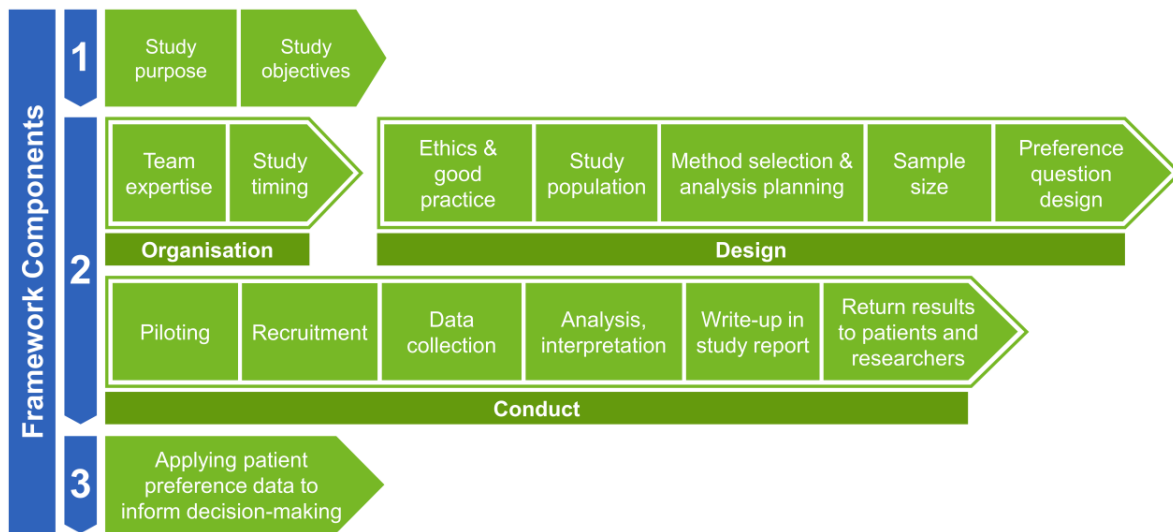 Framework Components
1
Study
purpose
Study
objectives
2
Team
expertise
Study
timing
Organisation
Ethics &
good
practice
Study
population
Method selection &
analysis planning
Sample
size
Preference
question
design
Design
Piloting
Recruitment
Data
collection
Analysis,
interpretation
Write-up in
study report
Return results
to patients and
researchers
Conduct
3
Applying patient
preference data to
inform decision-making